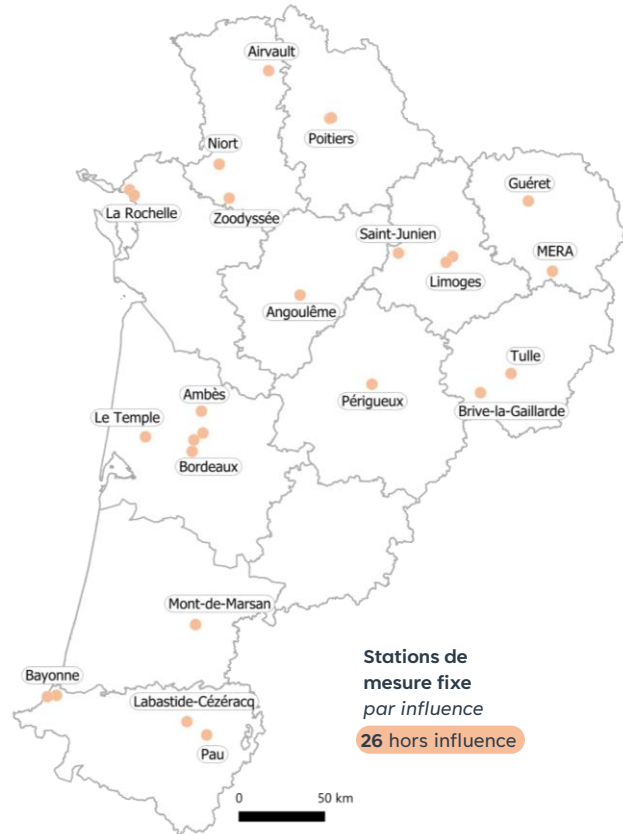 Airvault
Poitiers
Niort
La Rochelle
Zoodyssée
Guéret
Saint-Junien
MERA
Limoges
Angoulême
Tulle
Périgueux
Brive-la-Gaillarde
Ambès
Le Temple
Bordeaux
Mont-de-Marsan
Bayonne
Labastide-Cézéracq
Pau
Stations de
mesure fixe
par influence
26 hors influence
0 50 km